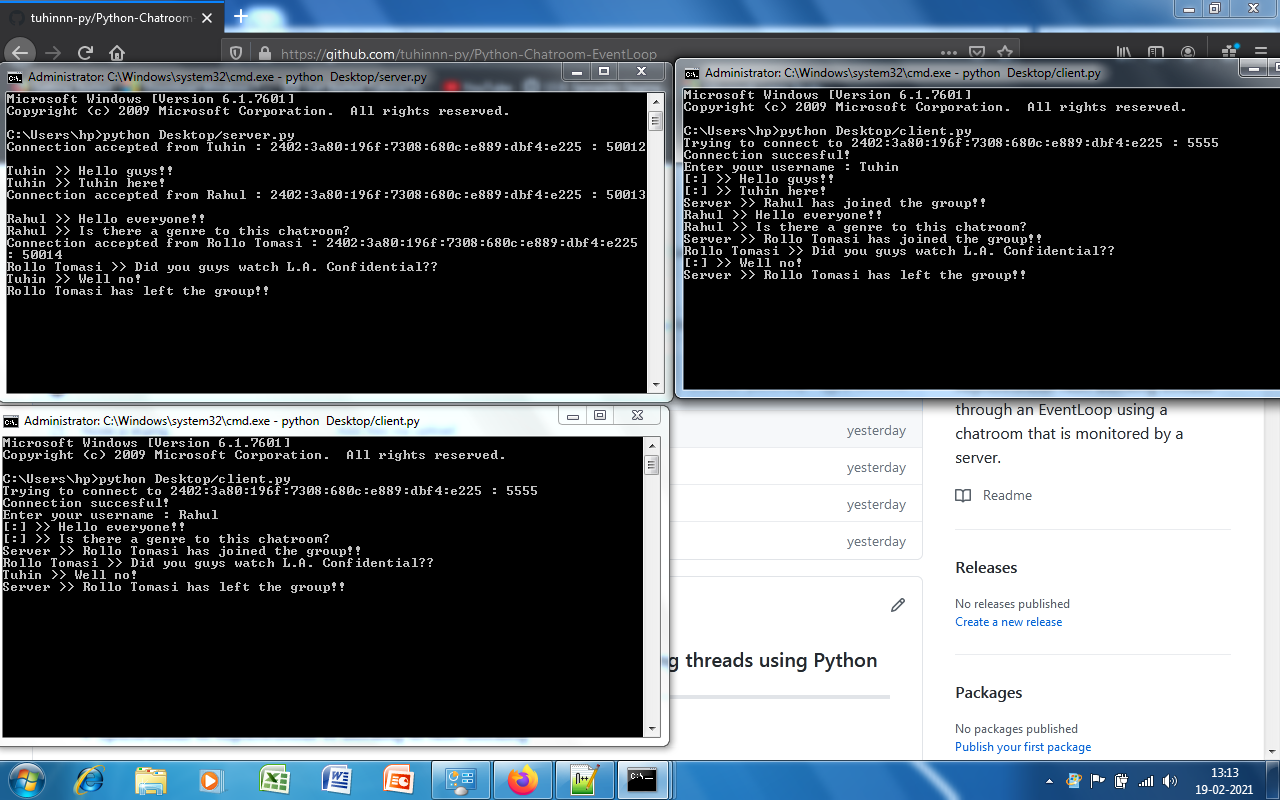 tuhinnn-py/Python-Chatroom
https://github.com/tuhinnn-py/Python-Chatroom-EventLoop
Administrator: C:\Windows\system32\cmd.exe - python Desktop/server.py
Microsoft Windows [Version 6.1.7601]
Copyright (c) 2009 Microsoft Corporation. All rights reserved.
C:\Users\hp>python Desktop/server.py
Connection accepted from Tuhin : 2402:3a80:196f:7308:680c:e889:dbf4:e225 : 50012
Tuhin >> Hello guys!!
Tuhin >> Tuhin here!
Connection accepted from Rahul : 2402:3a80:196f:7308:680c:e889:dbf4:e225 : 50013
Rahul >> Hello everyone!!
Rahul >> Is there a genre to this chatroom?
Connection accepted from Rollo Tomasi : 2402:3a80:196f:7308:680c:e889:dbf4:e225
: 50014
Rollo Tomasi >> Did you guys watch L.A. Confidential??
Tuhin >> Well no!
Rollo Tomasi has left the group!!
Administrator: C:\Windows\system32\cmd.exe - python Desktop/client.py
Microsoft Windows [Version 6.1.7601]
Copyright (c) 2009 Microsoft Corporation. All rights reserved.
C:\Users\hp>python Desktop/client.py
Trying to connect to 2402:3a80:196f:7308:680c:e889:dbf4:e225 : 5555
Connection succesful!
Enter your username : Tuhin
[:] >> Hello guys!!
[:] >> Tuhin here!
Server >> Rahul has joined the group!!
Rahul >> Hello everyone!!
Rahul >> Is there a genre to this chatroom?
Server >> Rollo Tomasi has joined the group!!
Rollo Tomasi >> Did you guys watch L.A. Confidential??
[:] >> Well no!
Server >> Rollo Tomasi has left the group!!
Administrator: C:\Windows\system32\cmd.exe - python Desktop/client.py
Microsoft Windows [Version 6.1.7601]
Copyright (c) 2009 Microsoft Corporation. All rights reserved.
C:\Users\hp>python Desktop/client.py
Trying to connect to 2402:3a80:196f:7308:680c:e889:dbf4:e225 : 5555
Connection succesful!
Enter your username : Rahul
[:] >> Hello everyone!!
[:] >> Is there a genre to this chatroom?
Server >> Rollo Tomasi has joined the group!!
Rollo Tomasi >> Did you guys watch L.A. Confidential??
Tuhin >> Well no!
Server >> Rollo Tomasi has left the group!!
yesterday
yesterday
yesterday
yesterday
threads using Python
through an EventLoop using a
chatroom that is monitored by a
server.
Readme
Releases
No releases published
Create a new release
Packages
No packages published
Publish your first package
13:13
19-02-2021